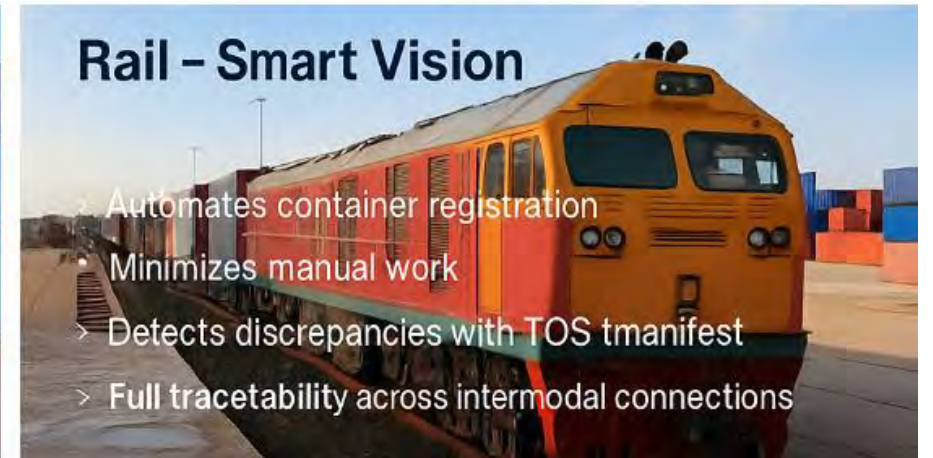 Rail – Smart Vision
> Automates container registration
• Minimizes manual work
> Detects discrepancies with TOS tmanifest
> Full tracetability across intermodal connections